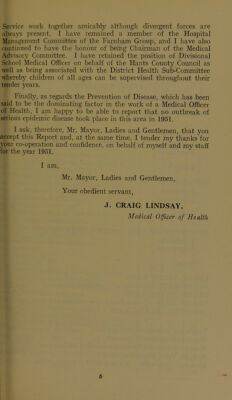 Service work together amicably although divergent forces are
always present. I have remained a member of the Hospital
Management Committee of the Farnham Group, and I have also
continued to have the honour of being Chairman of the Medical
Advisory Committee. I have retained the position of Divisional
School Medical Officer on behalf of the Hants County Council as
well as being associated with the District Health Sub-Committee
whereby children of all ages can be supervised throughout their
tender years.
Finally, as regards the Prevention of Disease, which has been
said to be the dominating factor in the work of a Medical Officer
of Health, I am happy to be able to report that no outbreak of
serious epidemic disease took place in this area in 1951.
I ask, therefore, Mr. Mayor, Ladies and Gentlemen, that you
accept this Report and, at the same time, I tender my thanks for
your co-operation and confidence, on behalf of myself and my staff
for the year 1951.
I am,
Mr. Mayor, Ladies and Gentlemen,
Your obedient servant,
J. CRAIG LINDSAY,
Medical Officer of Health
5